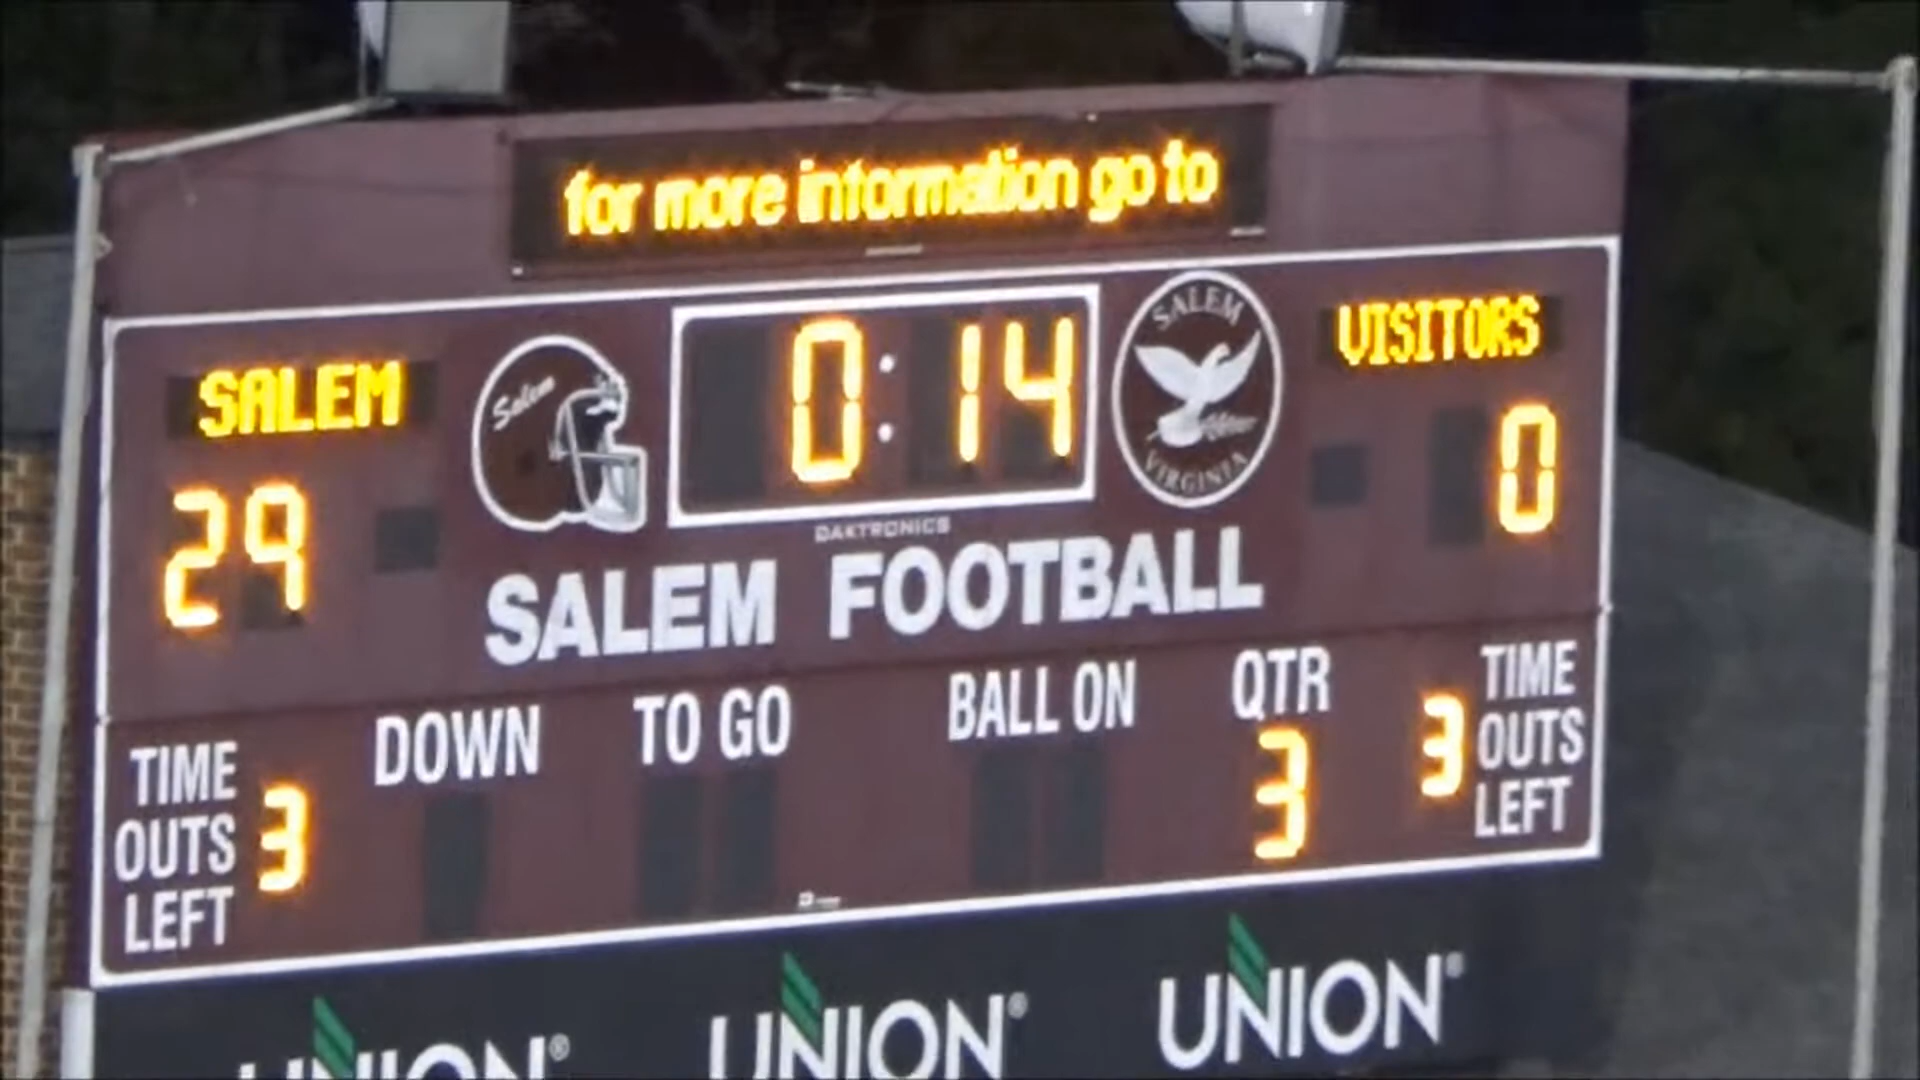 for more information go to
SALEM
Salem
0:14
SALEM
VIRGINIA
VISITORS
29
0
DAKTRONICS
SALEM FOOTBALL
TIME
OUTS
LEFT
3
DOWN
TO GO
BALL ON
QTR
3
3
TIME
OUTS
LEFT
UNION®
UNION®
UNION®